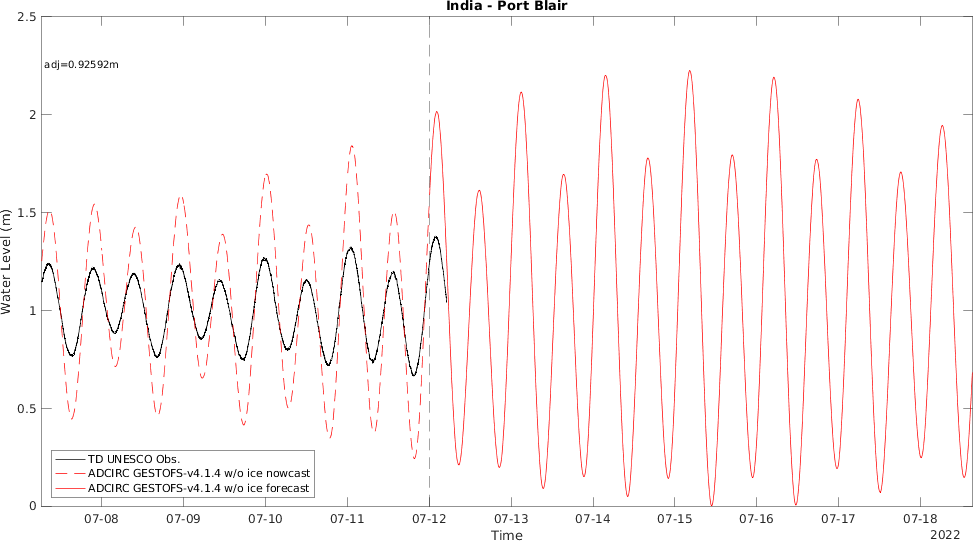 India - Port Blair
2.5
adj=0.92592m
2
1.5
Water Level (m)
1
0.5
TD UNESCO Obs.
ADCIRC GESTOFS-v4.1.4 w/o ice nowcast
ADCIRC GESTOFS-v4.1.4 w/o ice forecast
0
07-08 07-09 07-10 07-11 07-12 07-13 07-14 07-15 07-16 07-17 07-18
Time
2022